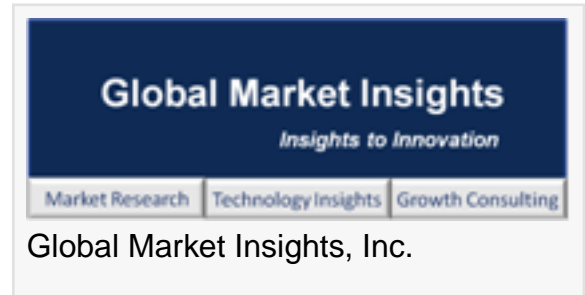 Global Market Insights
Insights to Innovation
Market Research Technology Insights Growth Consulting
Global Market Insights, Inc.